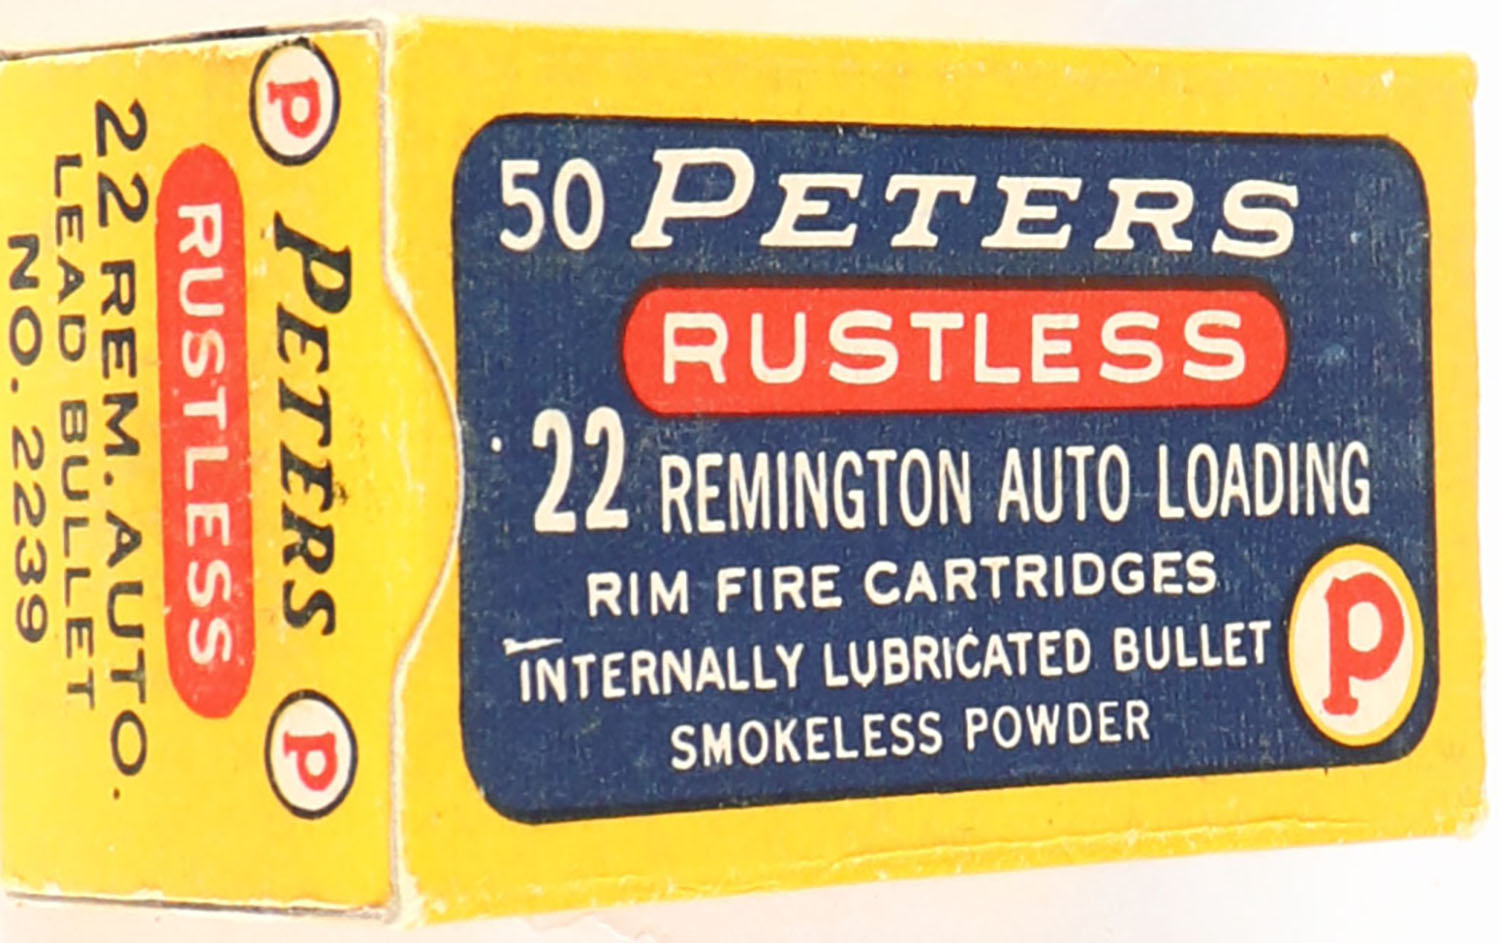 50 PETERS
RUSTLESS
.22 REMINGTON AUTO LOADING
RIM FIRE CARTRIDGES
INTERNALLY LUBRICATED BULLET
SMOKELESS POWDER
P
P PETERS P
RUSTLESS
22 REM. AUTO.
LEAD BULLET
NO. 2239